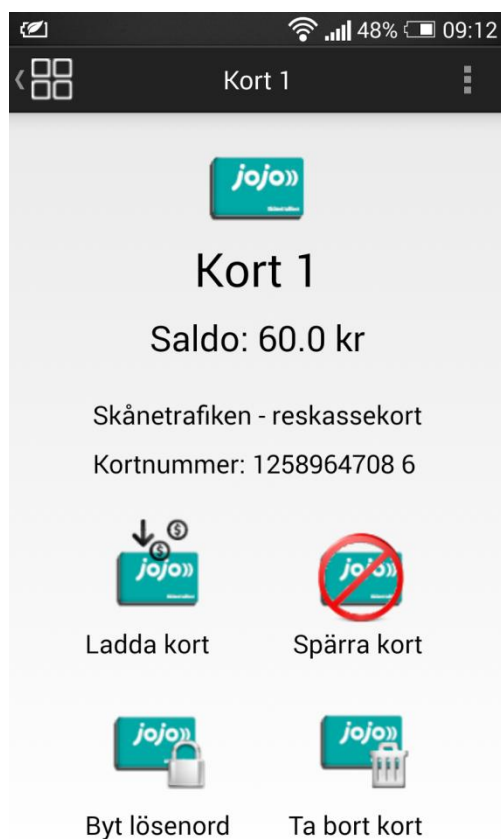 48% 09:12
Kort 1
jojo
Kort 1
Saldo: 60.0 kr
Skånetrafiken - reskassekort
Kortnummer: 1258964708 6
jojo jojo
Ladda kort Spärra kort
jojo jojo
Byt lösenord Ta bort kort